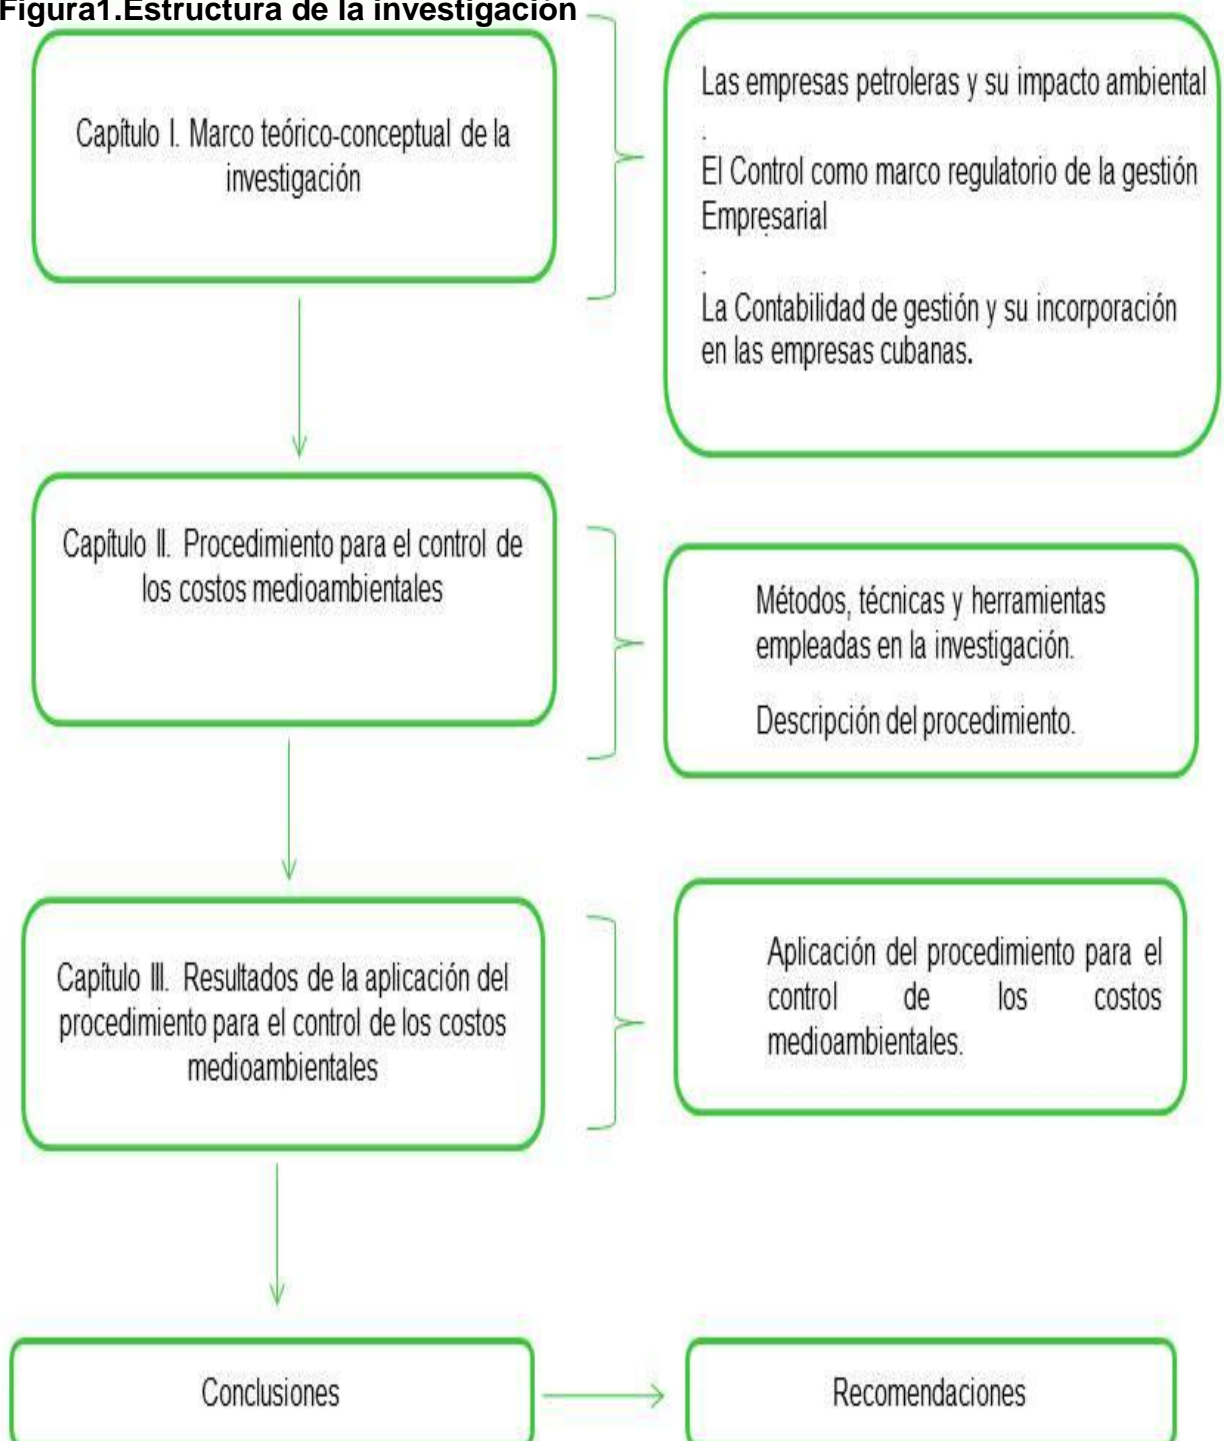 Figura1.Estructura de la investigación
Capítulo I. Marco teórico-conceptual de la
investigación
Las empresas petroleras y su impacto ambiental
.
El Control como marco regulatorio de la gestión
Empresarial
.
.
La Contabilidad de gestión y su incorporación
en las empresas cubanas.
Capítulo II. Procedimiento para el control de
los costos medioambientales
Métodos, técnicas y herramientas
empleadas en la investigación.
Descripción del procedimiento.
Capítulo III. Resultados de la aplicación del
procedimiento para el control de los costos
medioambientales
Aplicación del procedimiento para el
control de los costos
medioambientales.
Conclusiones
Recomendaciones